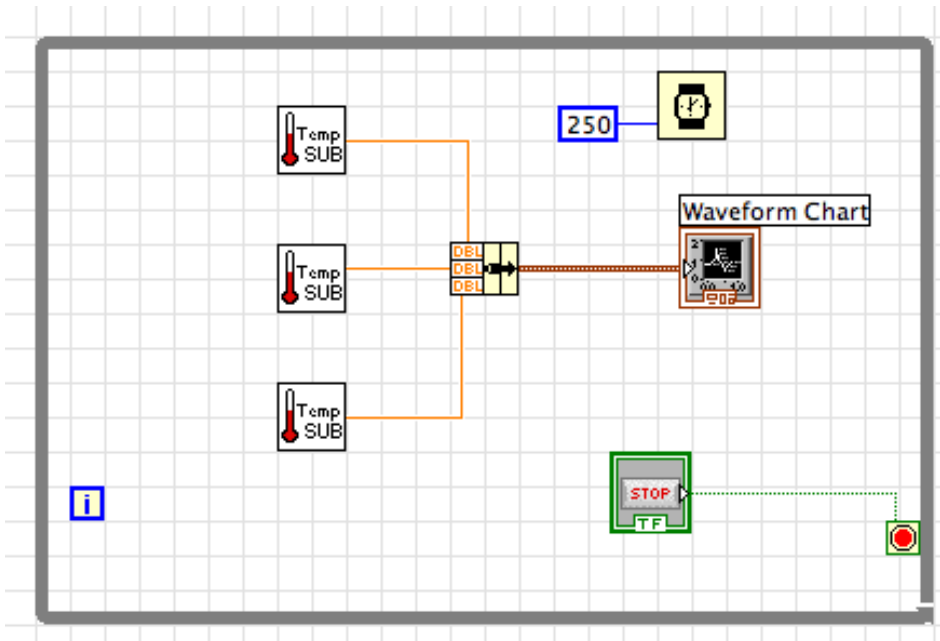 Temp
SUB
250
Waveform Chart
DBL
Temp
SUB
DBL
DBL
Temp
SUB
i
STOP
TF